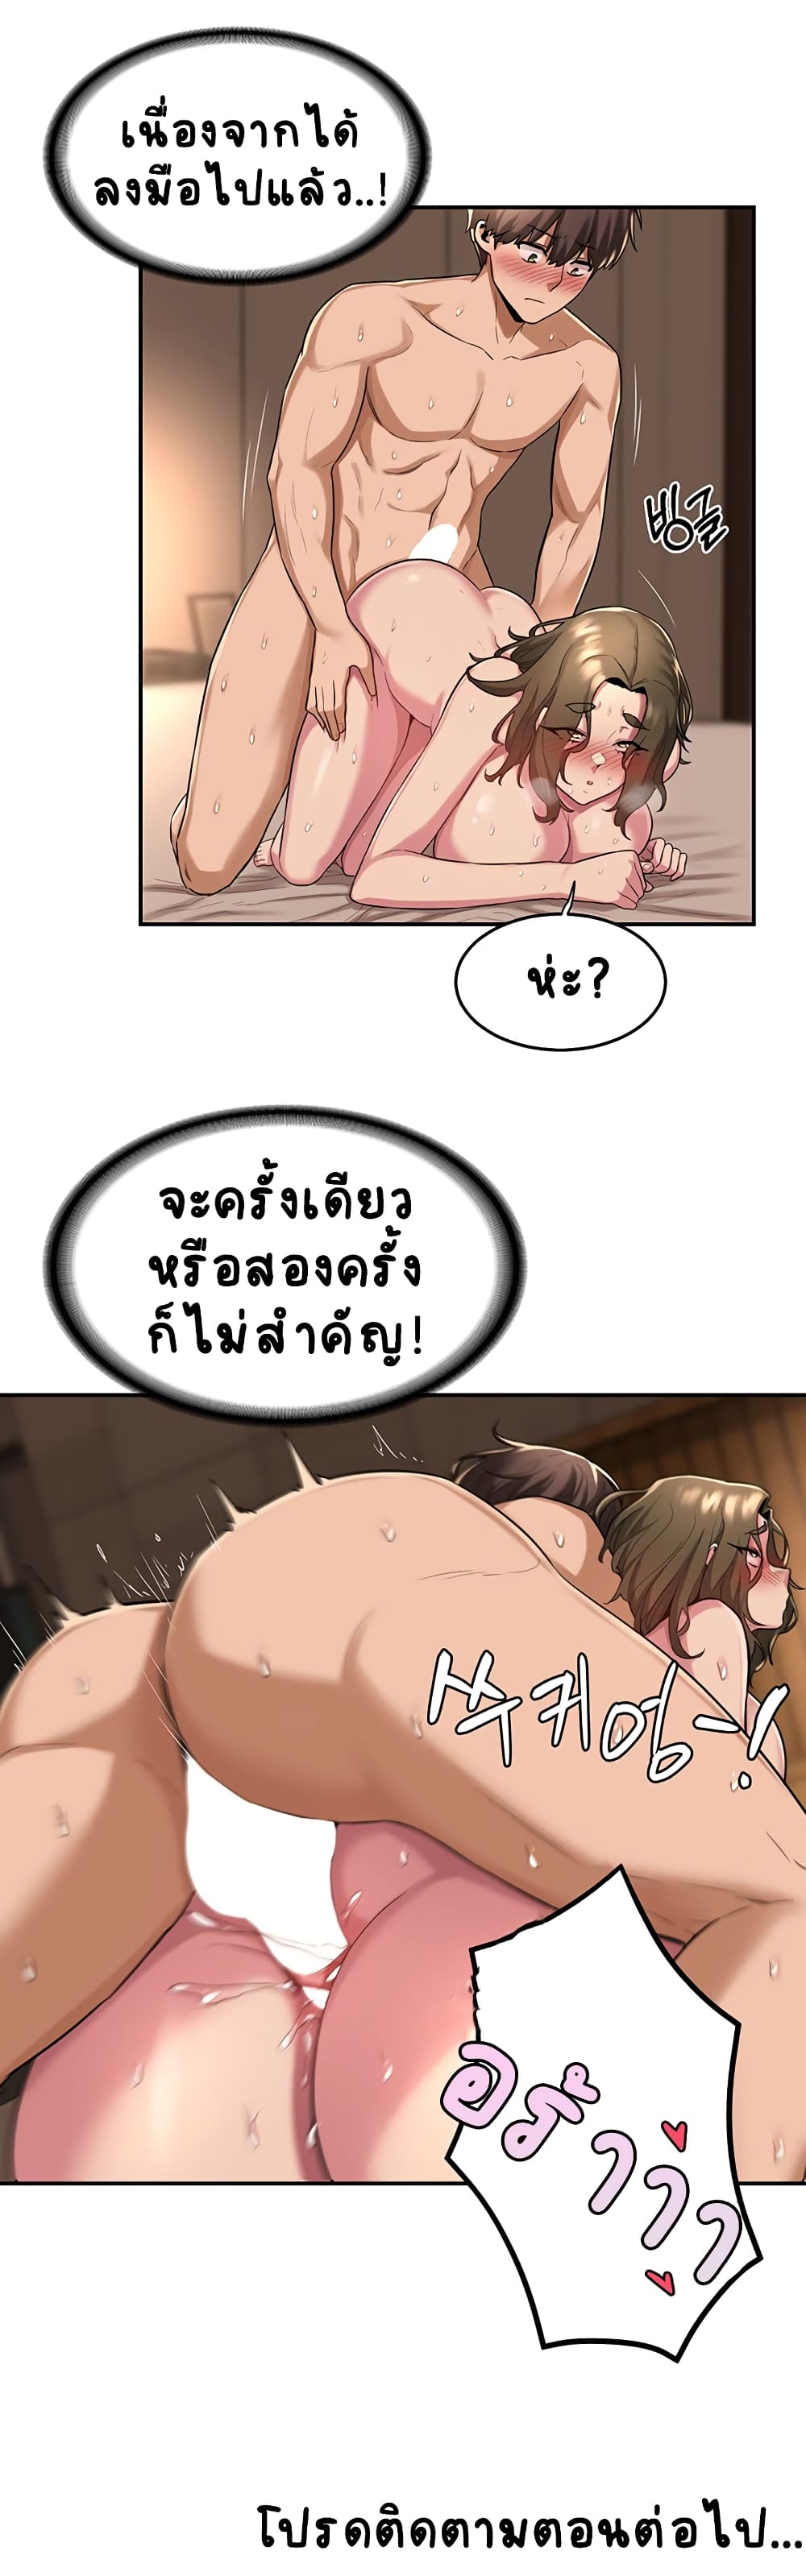 เนื่องจากได้
ลงมือไปแล้ว..!
빙글
ห่ะ?
จะครั้งเดียว
หรือสองครั้ง
ก็ไม่สำคัญ!
쑤커엉-!
อร๊าาา
โปรดติดตามตอนต่อไป...